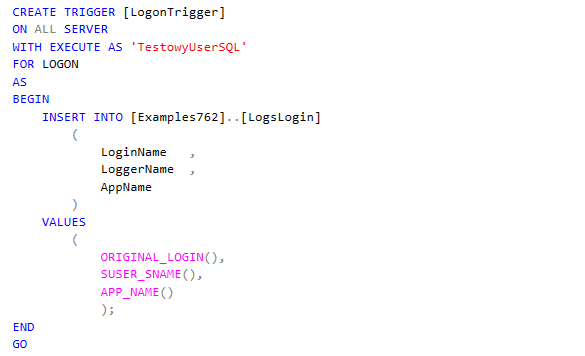 CREATE TRIGGER [LogonTrigger]
ON ALL SERVER
WITH EXECUTE AS 'TestowyUserSQL'
FOR LOGON
AS
BEGIN
    INSERT INTO [Examples762]..[LogsLogin]
        (
            LoginName   ,
            LoggerName  ,
            AppName
        )
    VALUES
        (
            ORIGINAL_LOGIN(),
            SUSER_SNAME(),
            APP_NAME()
            );
END
GO